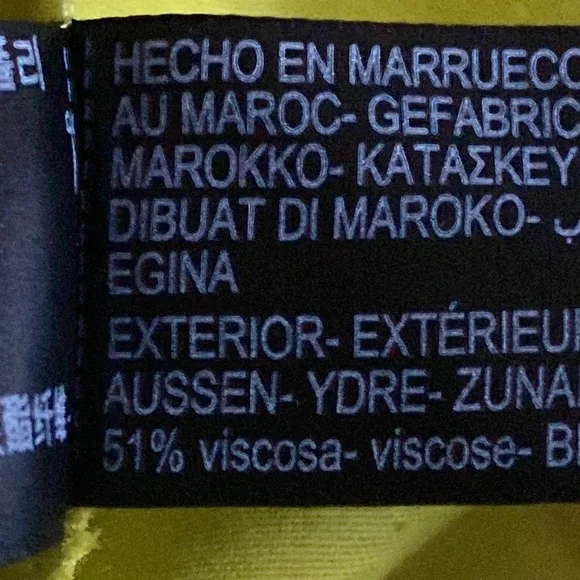 HECHO EN MARRUECO
AU MAROC- GEFABRIC
MAROKKO- ΚΑΤΑΣΚΕΥ
DIBUAT DI MAROKO- ب
EGINA
EXTERIOR- EXTÉRIEU
AUSSEN- YDRE- ZUNA
51% viscosa- viscose- B